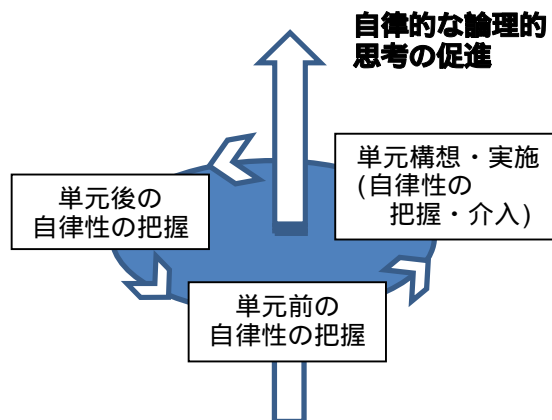 自律的な論理的
思考の促進
単元構想・実施
(自律性の
把握・介入)
単元後の
自律性の把握
単元前の
自律性の把握